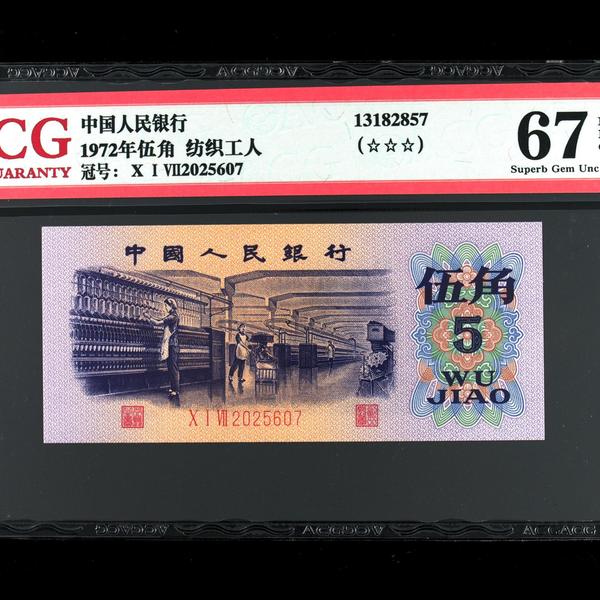 CG
GUARANTY
中国人民银行
1972年伍角 纺织工人
冠号: X I VII2025607
13182857
(☆☆☆)
67
Superb Gem Unc
中國人民銀行
伍角
5
WU
JIAO
X I VII 2025607